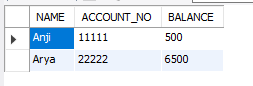 NAME ACCOUNT_NO BALANCE
Anji 11111 500
Arya 22222 6500